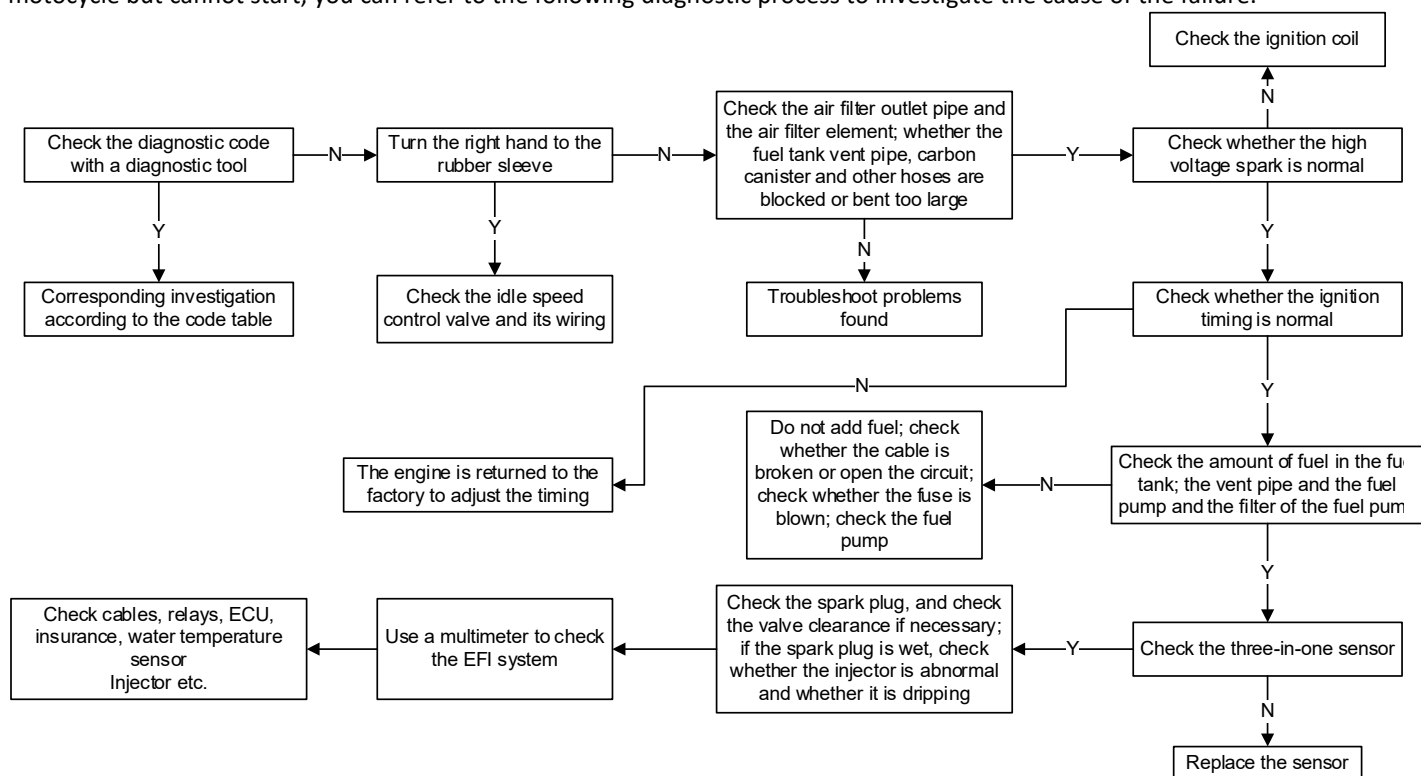 motocycle but cannot start, you can refer to the following diagnostic process to investigate the cause of the failure.
Check the ignition coil
N
Check the diagnostic code
with a diagnostic tool
N
Turn the right hand to the
rubber sleeve
N
Check the air filter outlet pipe and
the air filter element; whether the
fuel tank vent pipe, carbon
canister and other hoses are
blocked or bent too large
Y
Check whether the high
voltage spark is normal
Y
Y
N
Y
Corresponding investigation
according to the code table
Check the idle speed
control valve and its wiring
Troubleshoot problems
found
Check whether the ignition
timing is normal
N
Y
The engine is returned to the
factory to adjust the timing
Do not add fuel; check
whether the cable is
broken or open the circuit;
check whether the fuse is
blown; check the fuel
pump
N
Check the amount of fuel in the
tank; the vent pipe and the fuel
pump and the filter of the fuel
Y
Check cables, relays, ECU,
insurance, water temperature
sensor
Injector etc.
Use a multimeter to check
the EFI system
Check the spark plug, and check
the valve clearance if necessary;
if the spark plug is wet, check
whether the injector is abnormal
and whether it is dripping
Y
Check the three-in-one sensor
N
Replace the sensor